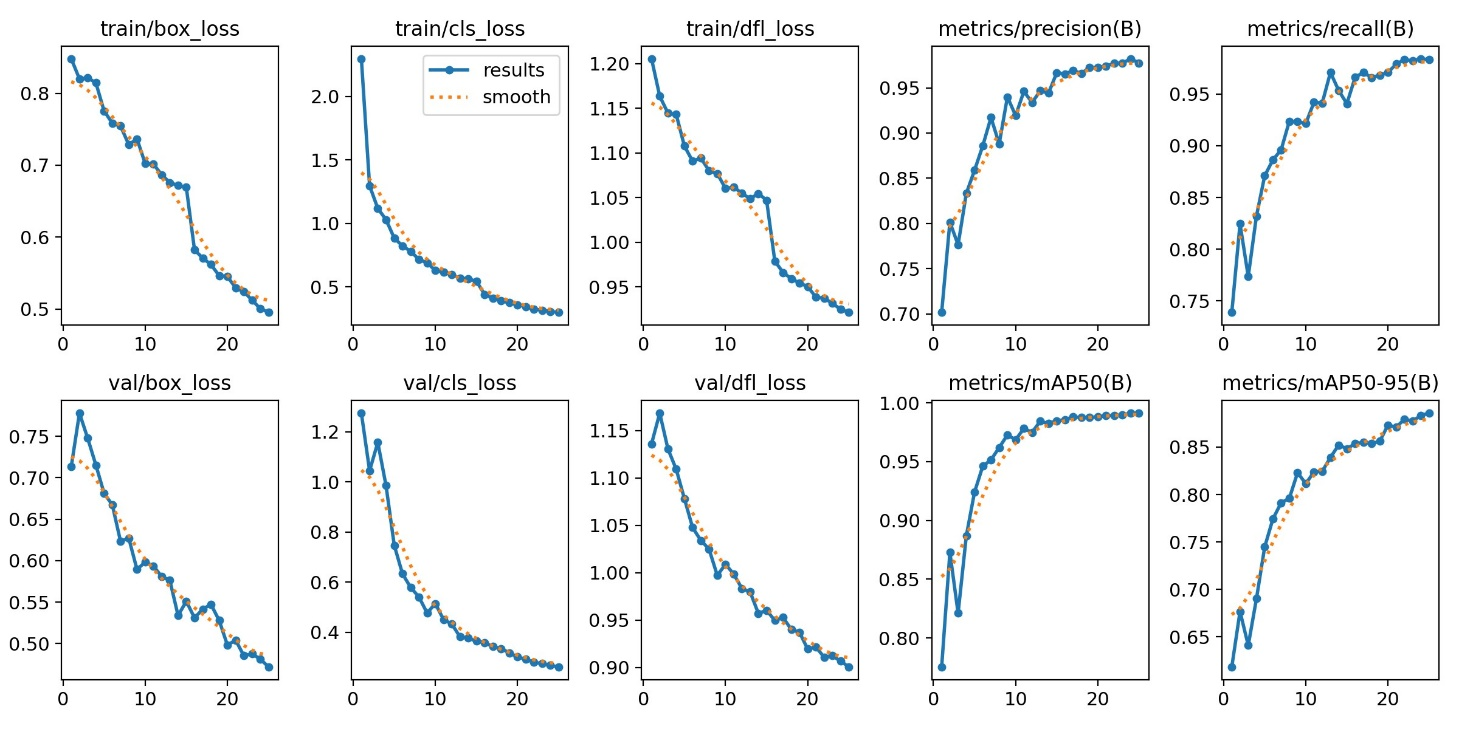 train/box_loss
train/cls_loss
train/dfl_loss
metrics/precision(B)
metrics/recall(B)
0.8
0.7
0.6
0.5
0 10 20
2.0
1.5
1.0
0.5
results
smooth
0 10 20
1.20
1.15
1.10
1.05
1.00
0.95
0 10 20
0.95
0.90
0.85
0.80
0.75
0.70
0 10 20
0.95
0.90
0.85
0.80
0.75
0 10 20
val/box_loss
val/cls_loss
val/dfl_loss
metrics/mAP50(B)
metrics/mAP50-95(B)
0.75
0.70
0.65
0.60
0.55
0.50
0 10 20
1.2
1.0
0.8
0.6
0.4
0 10 20
1.15
1.10
1.05
1.00
0.95
0.90
0 10 20
1.00
0.95
0.90
0.85
0.80
0 10 20
0.85
0.80
0.75
0.70
0.65
0 10 20